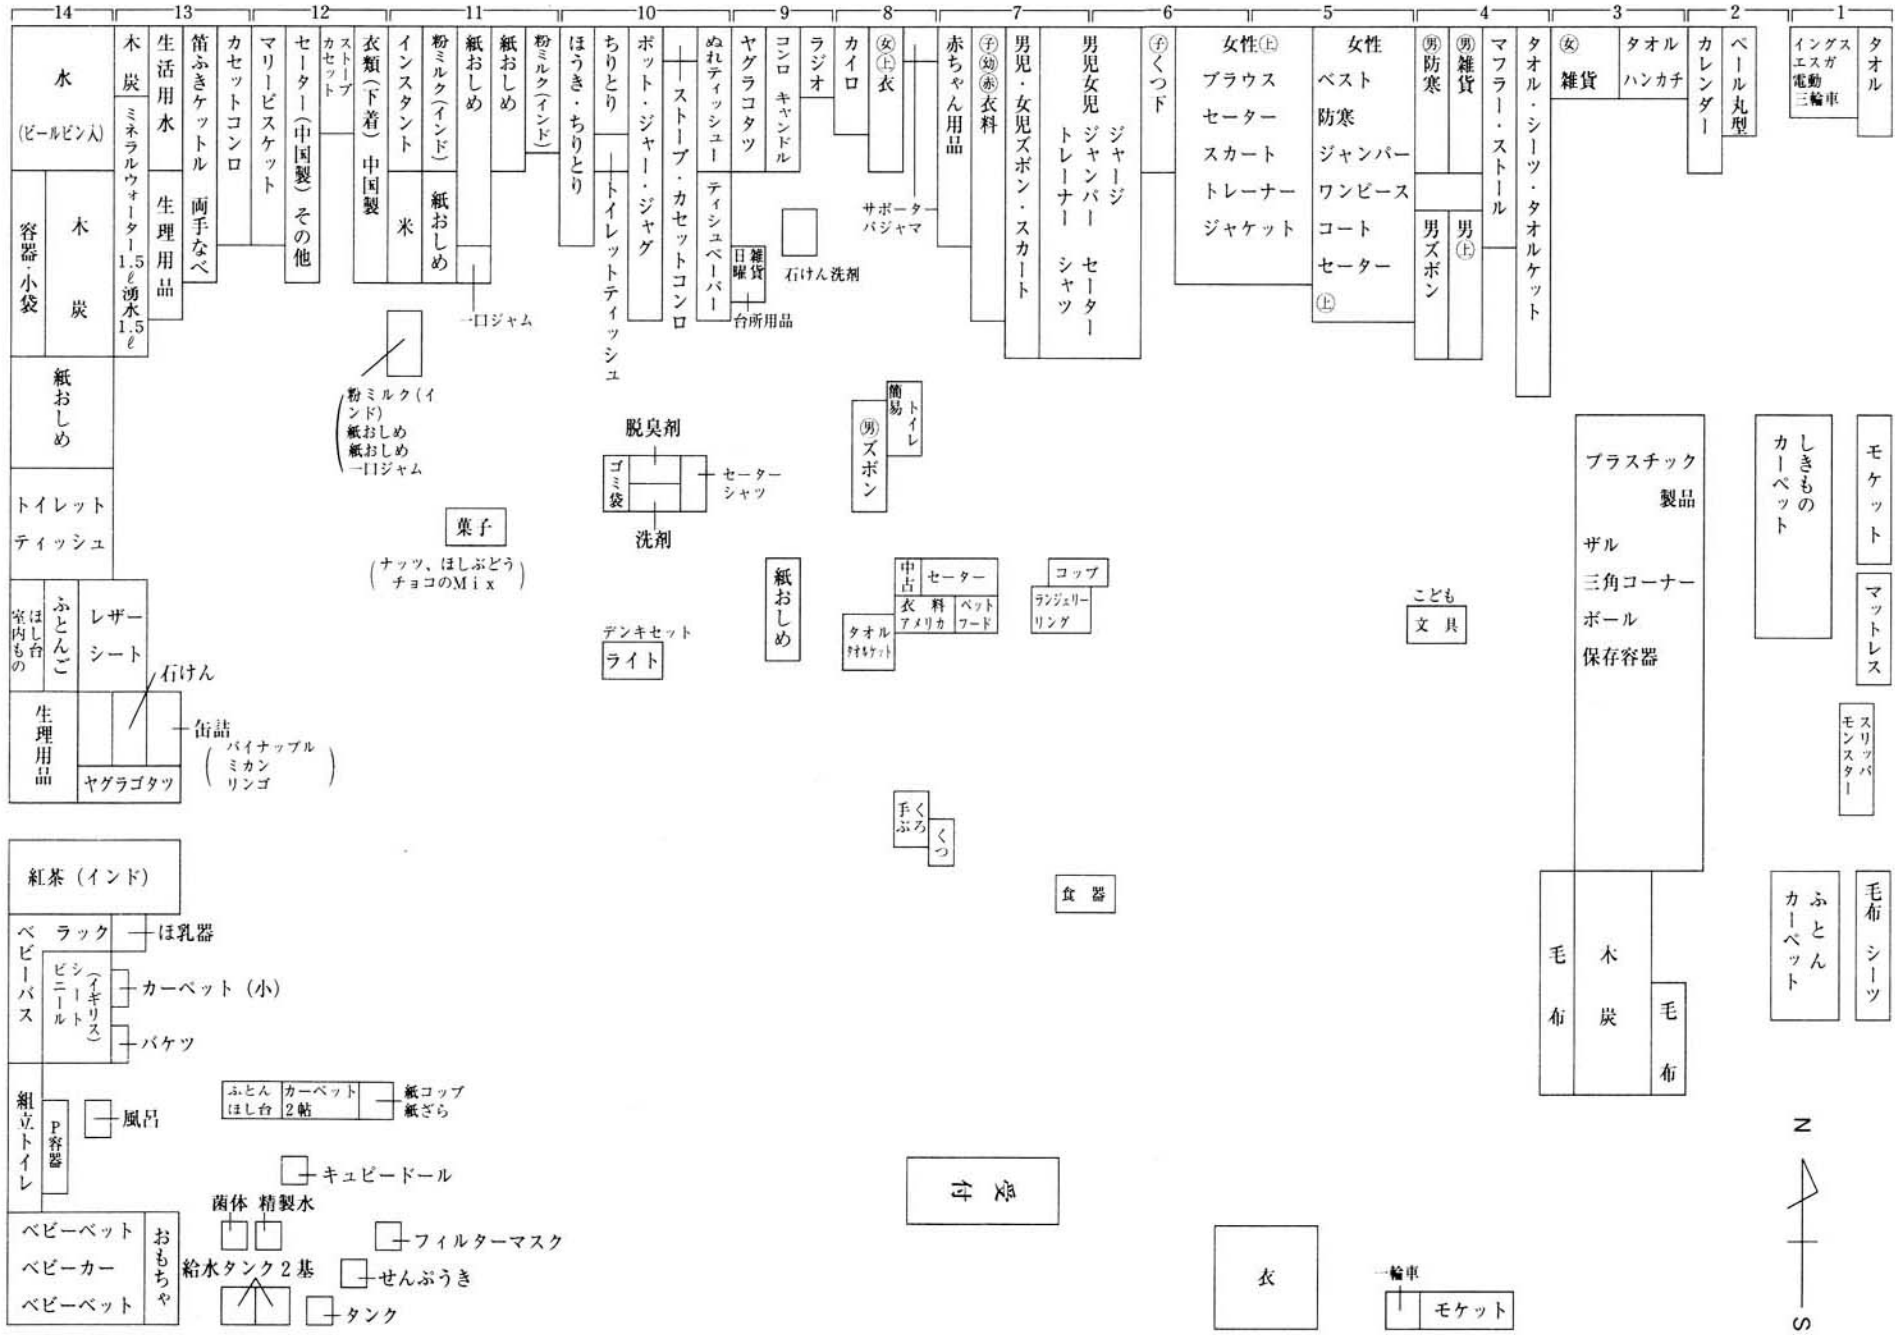 14 13 12 11 10 9 8 7 6 5 4 3 2 1
水
(ビールビン入)
木炭
ミネラルウォーター1.5ℓ湧水1.5ℓ
生活用水
生理用品
笛ふきケットル 両手なべ
カセットコンロ
マリービスケット
セーター(中国製) その他
ストーブ
カセット
衣類(下着) 中国製
インスタント
米
粉ミルク(インド)
紙おしめ
紙おしめ
一口ジャム
紙おしめ
粉ミルク(インド)
ほうき・ちりとり
ちりとり
トイレットティッシュ
ポット・ジャー・ジャグ
ストーブ・カセットコンロ
ぬれティッシュー
ティシュペーパー
ヤグラコタツ
雑貨
日曜
台所用品
コンロ キャンドル
石けん洗剤
ラジオ
カイロ
㊛㊤衣
サポーター
パジャマ
赤ちゃん用品
㊛
子幼赤衣料
男児・女児ズボン・スカート
男児女児 ジャンパー セーター
ジャージ
トレーナー シャツ
子くつ下
女性㊤
ブラウス
セーター
スカート
トレーナー
ジャケット
女性
ベスト
防寒
ジャンパー
ワンピース
コート
セーター
㊤
㊚防寒
男ズボン
㊚雑貨
男㊤
マフラー・ストール
タオル・シーツ・タオルケット
㊛
雑貨
タオル
ハンカチ
カレンダー
ベール丸型
イングス
エスガ
電動
三輪車
タオル
容器・小袋
木炭
紙おしめ
トイレット
ティッシュ
粉ミルク(イ
ンド)
紙おしめ
紙おしめ
一口ジャム
菓子
(ナッツ、ほしぶどう
チョコのMix)
脱臭剤
ゴミ袋
セーター
シャツ
洗剤
簡易トイレ
㊚ズボン
プラスチック
製品
ザル
三角コーナー
ボール
保存容器
しきもの
カーペット
モケット
ほし台
室内もの
ふとんご
レザー
シート
石けん
デンキセット
ライト
紙おしめ
中古
セーター
衣料
アメリカ
ペット
フード
タオル
タオルケット
コップ
ランジェリー
リング
こども
文具
マットレス
生理用品
缶詰
(パイナップル
ミカン
リンゴ)
ヤグラゴタツ
スリッパ
モンスター
手ぶくろ
くつ
紅茶(インド)
食器
毛布
木炭
毛布
ふとん
カーペット
毛布 シーツ
ベビーバス
ラック
ほ乳器
(イギリス)
シート
ビニール
カーペット(小)
バケツ
組立トイレ
P容器
風呂
ふとん
ほし台
カーペット
2帖
紙コップ
紙ざら
キュピードール
受付
N
S
ベビーベット
ベビーカー
ベビーベット
おもちゃ
菌体 精製水
フィルターマスク
給水タンク2基
せんぷうき
タンク
衣
一輪車
モケット